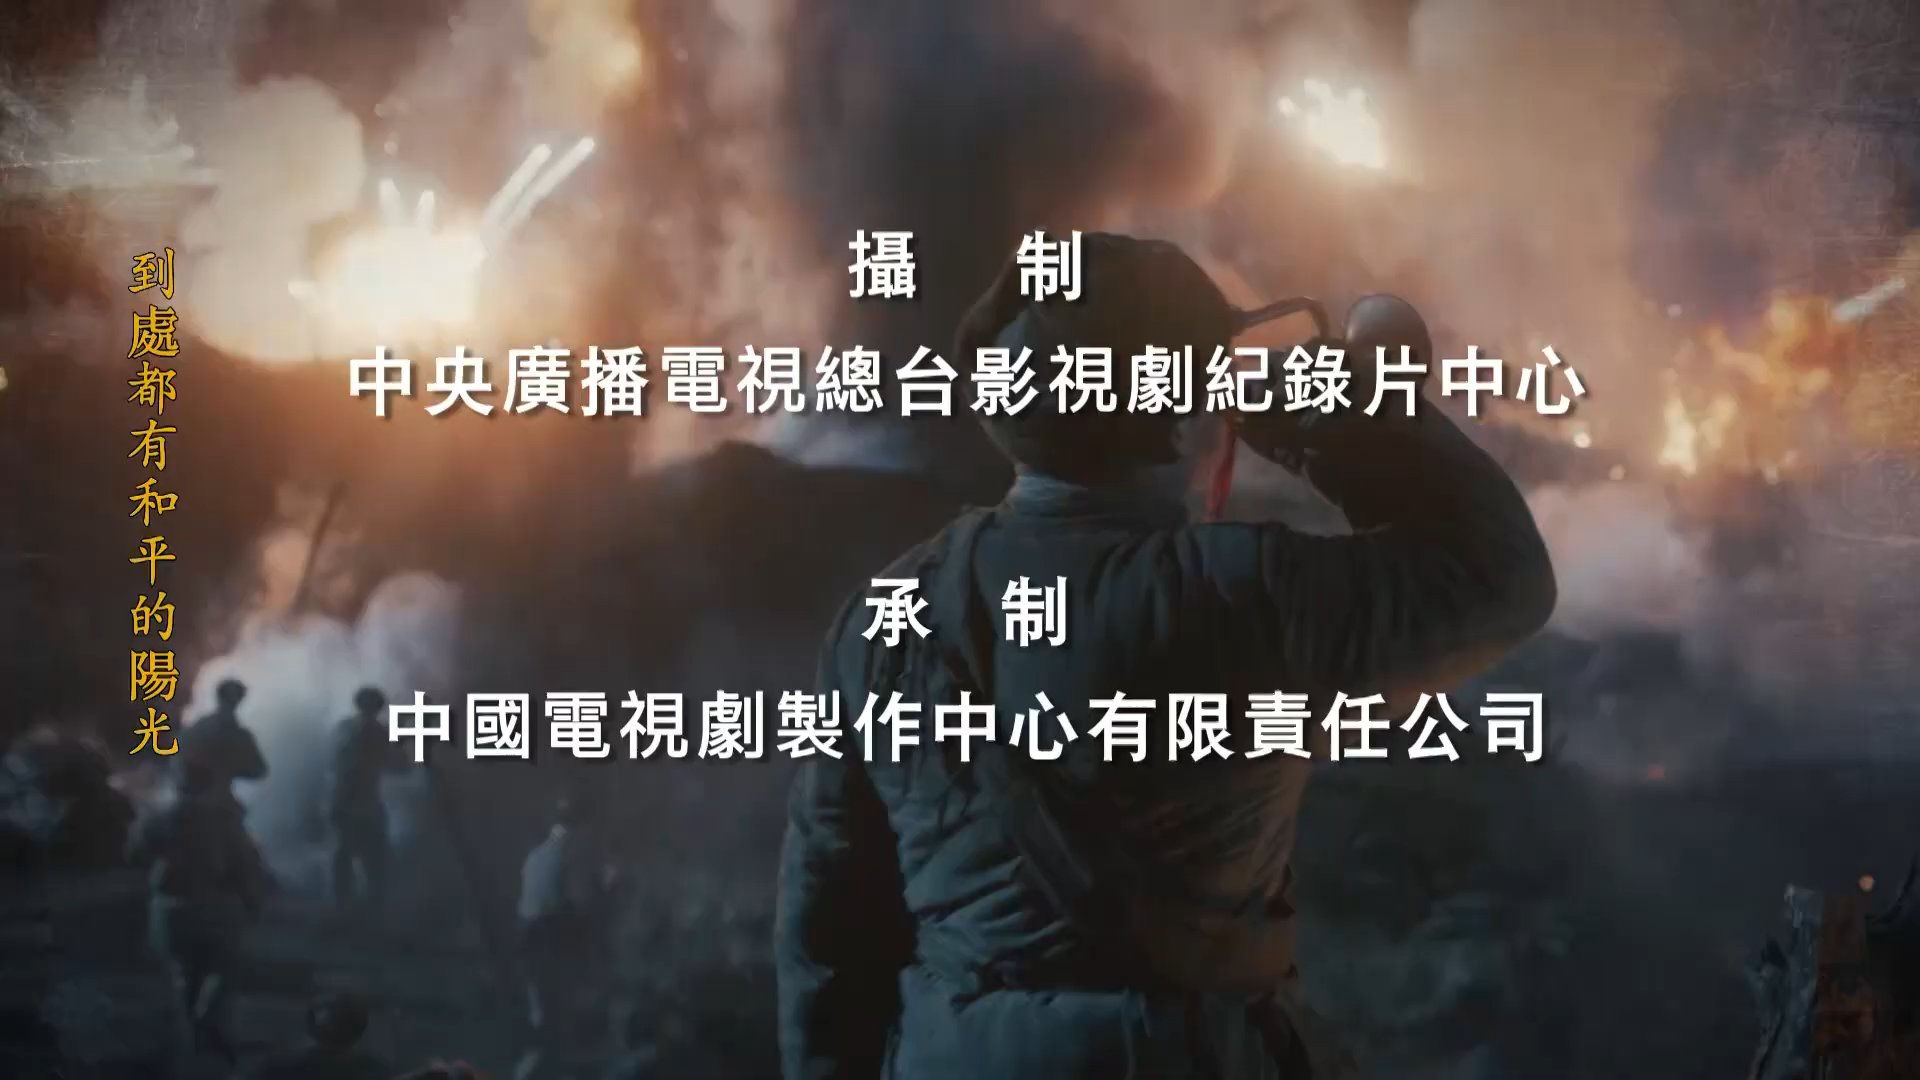 攝制
中央廣播電視總台影視劇紀錄片中心
承制
中國電視劇製作中心有限責任公司
到處都有和平的陽光